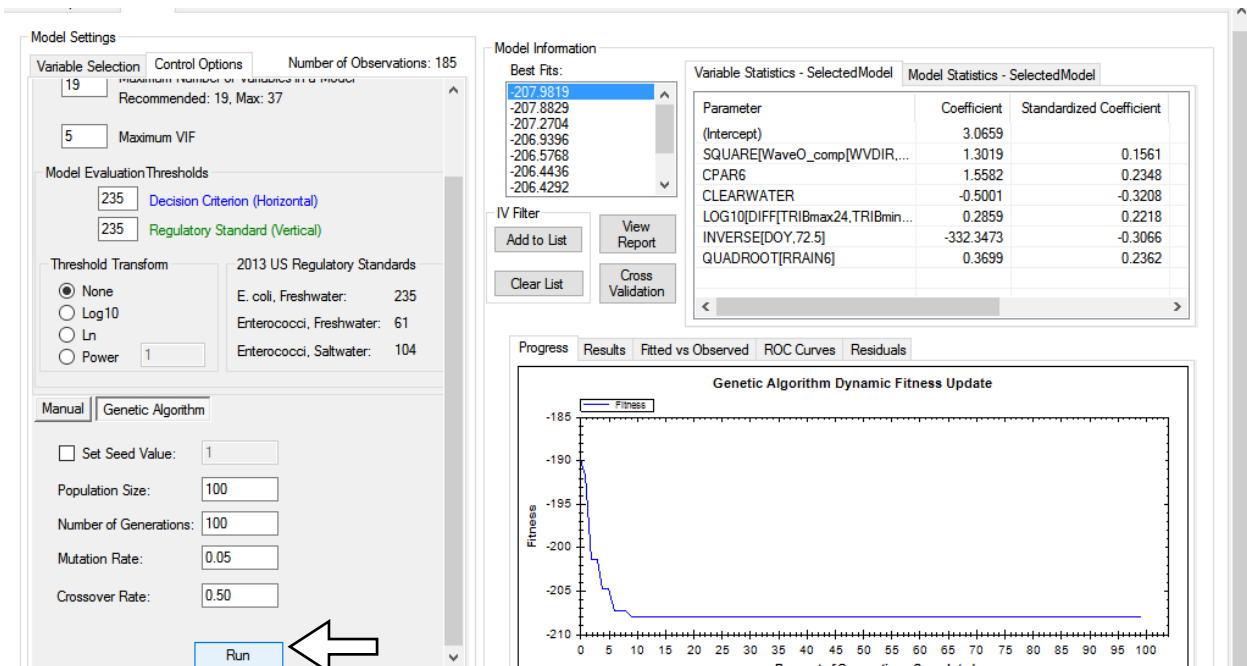 Model Settings
Variable Selection
Control Options
Number of Observations: 185
19
Maximum Number of Variables in a Model
Recommended: 19, Max: 37
5
Maximum VIF
Model Evaluation Thresholds
235
Decision Criterion (Horizontal)
235
Regulatory Standard (Vertical)
Threshold Transform
None
Log10
Ln
Power
1
2013 US Regulatory Standards
E. coli, Freshwater: 235
Enterococci, Freshwater: 61
Enterococci, Saltwater: 104
Manual
Genetic Algorithm
Set Seed Value: 1
Population Size: 100
Number of Generations: 100
Mutation Rate: 0.05
Crossover Rate: 0.50
Run
Model Information
Best Fits:
-207.9819
-207.8829
-207.2704
-206.9396
-206.5768
-206.4436
-206.4292
IV Filter
Add to List
Clear List
View
Report
Cross
Validation
Variable Statistics - SelectedModel
Model Statistics - SelectedModel
Parameter Coefficient Standardized Coefficient
(Intercept) 3.0659
SQUARE[WaveO_comp[WVDIR,... 1.3019 0.1561
CPAR6 1.5582 0.2348
CLEARWATER -0.5001 -0.3208
LOG10[DIFF[TRIBmax24,TRIBmin... 0.2859 0.2218
INVERSE[DOY,72.5] -332.3473 -0.3066
QUADROOT[RRAIN6] 0.3699 0.2362
Progress
Results
Fitted vs Observed
ROC Curves
Residuals
Genetic Algorithm Dynamic Fitness Update
Fitness
-185
-190
-195
-200
-205
-210
Fitness
0 5 10 15 20 25 30 35 40 45 50 55 60 65 70 75 80 85 90 95 100